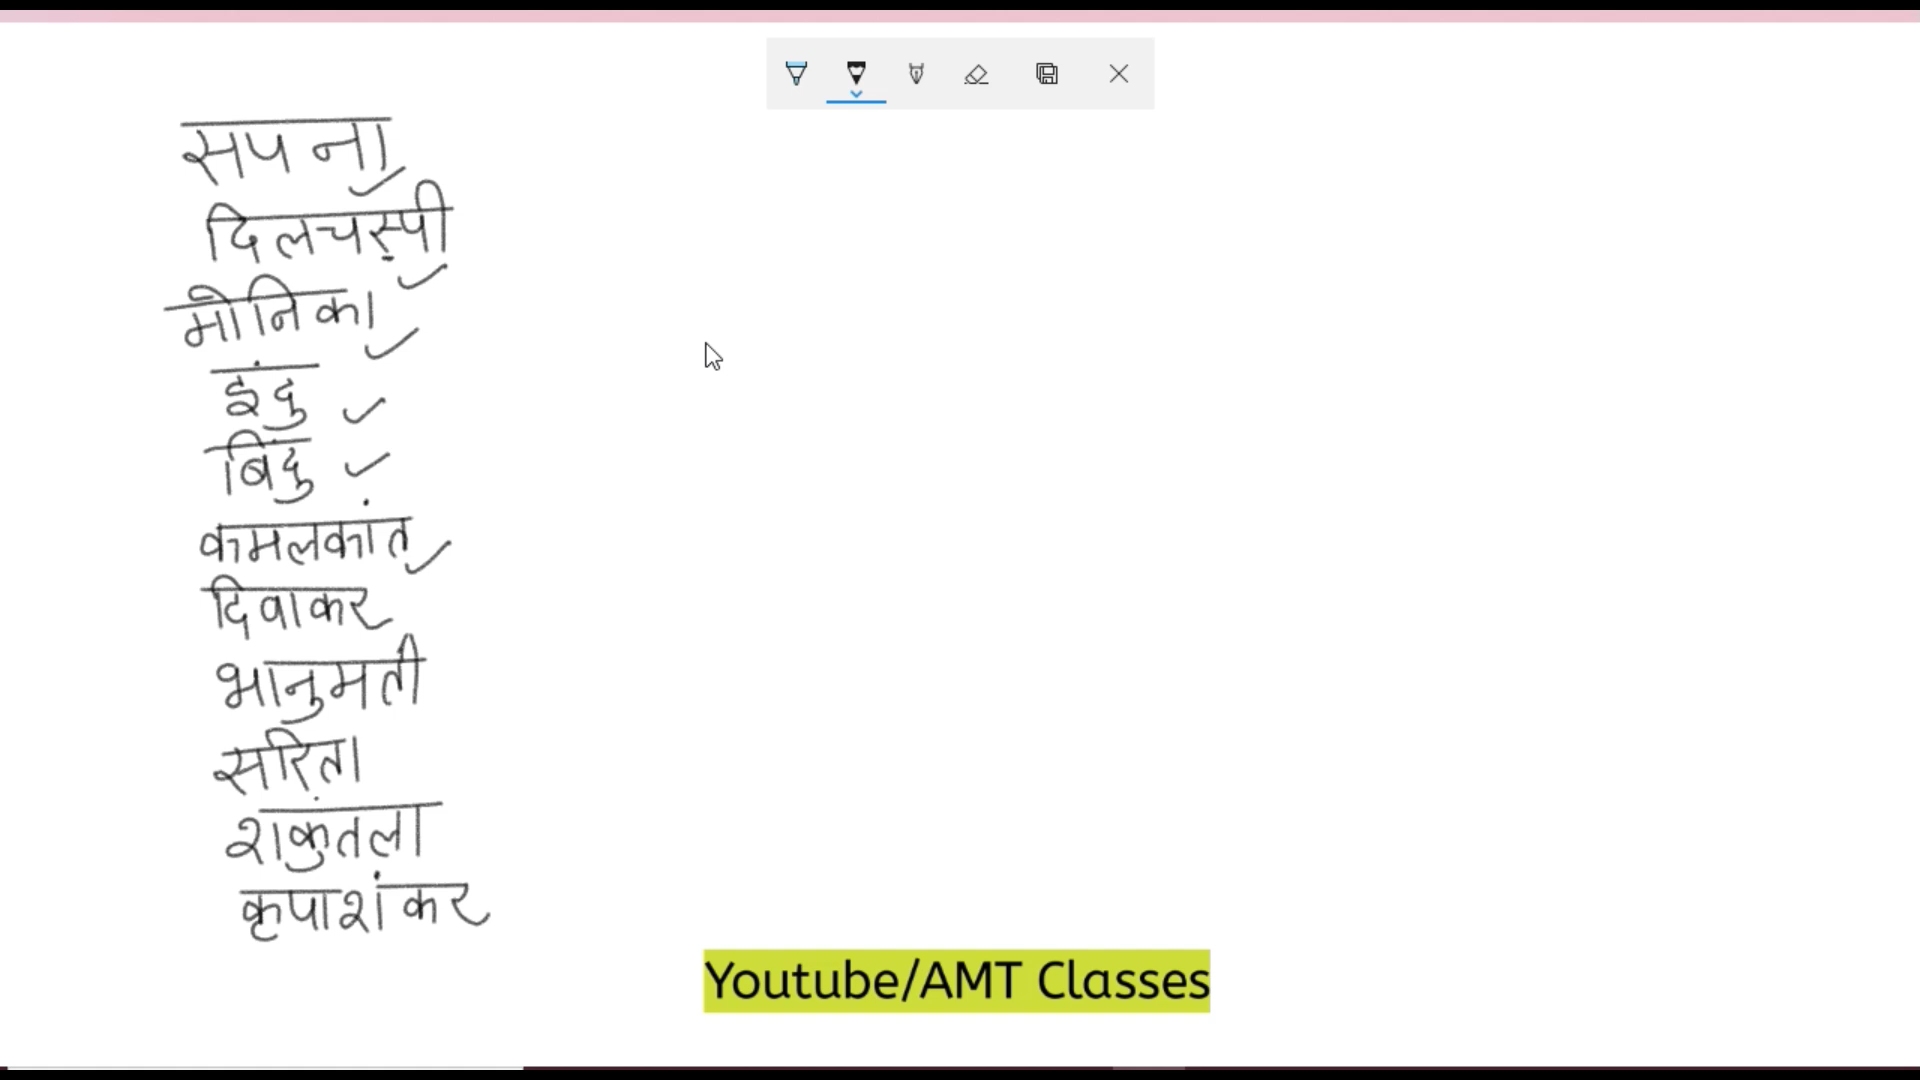 सपना
दिलचस्पी
मोनिका
इंदु
बिंदु
कमलकांत
दिवाकर
भानुमती
सरिता
शकुंतला
कृपाशंकर
Youtube/AMT Classes